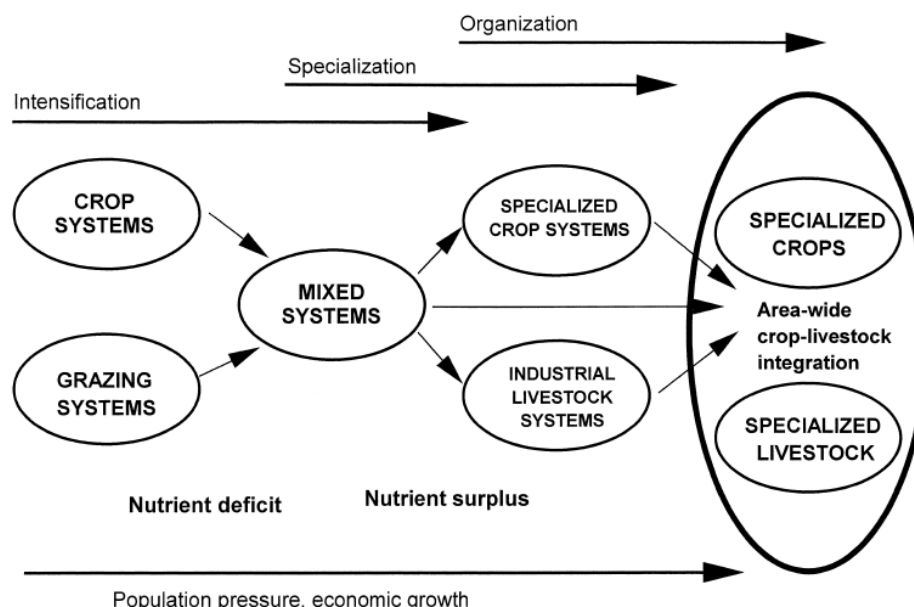 Organization
Specialization
Intensification
CROP
SYSTEMS
SPECIALIZED
CROP SYSTEMS
SPECIALIZED
CROPS
MIXED
SYSTEMS
Area-wide
crop-livestock
integration
GRAZING
SYSTEMS
INDUSTRIAL
LIVESTOCK
SYSTEMS
SPECIALIZED
LIVESTOCK
Nutrient deficit
Nutrient surplus
Population pressure, economic growth